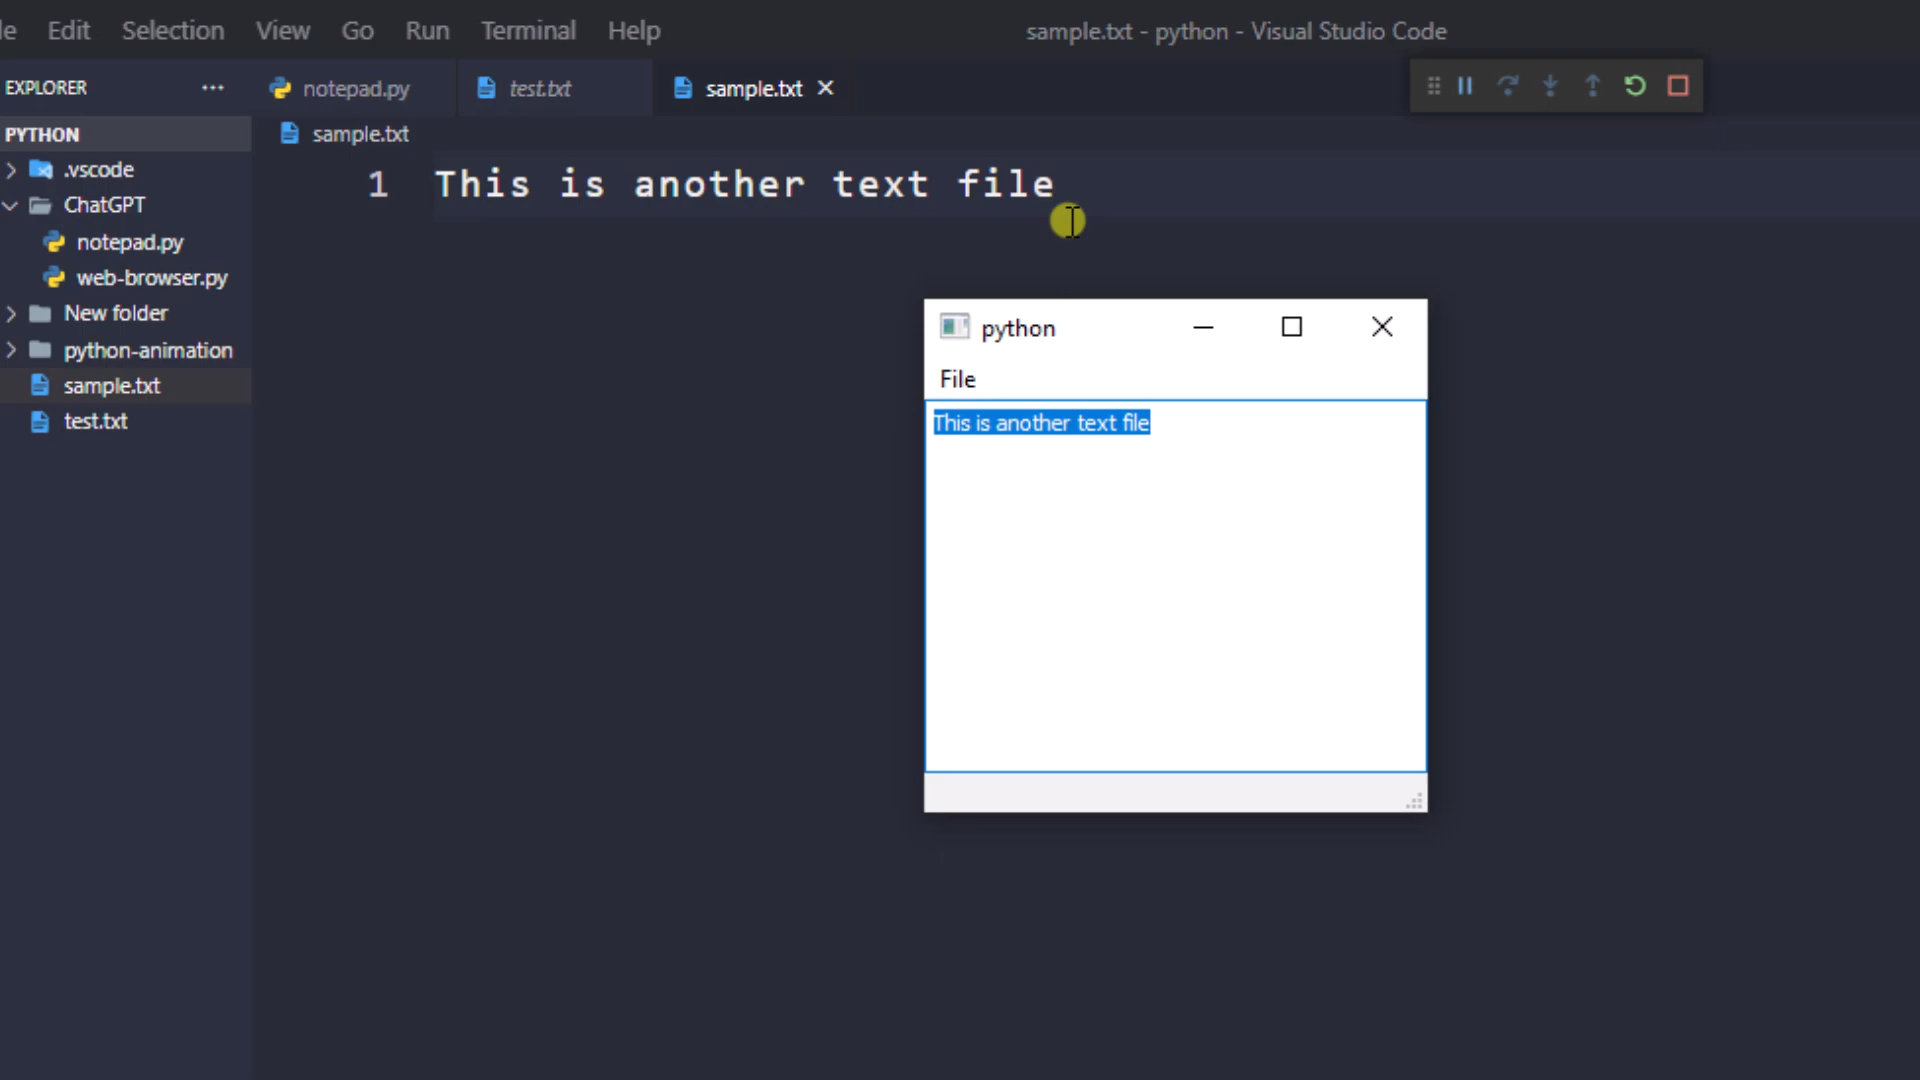 le Edit Selection View Go Run Terminal Help sample.txt - python - Visual Studio Code
EXPLORER ··· notepad.py test.txt sample.txt
PYTHON sample.txt
.vscode
1 This is another text file
ChatGPT
notepad.py
web-browser.py
New folder
python-animation
sample.txt
test.txt
python
File
This is another text file